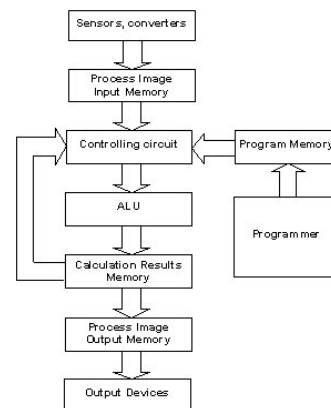 Sensors, converters
Process Image
Input Memory
Controlling circuit
Program Memory
ALU
Programmer
Calculation Results
Memory
Process Image
Output Memory
Output Devices